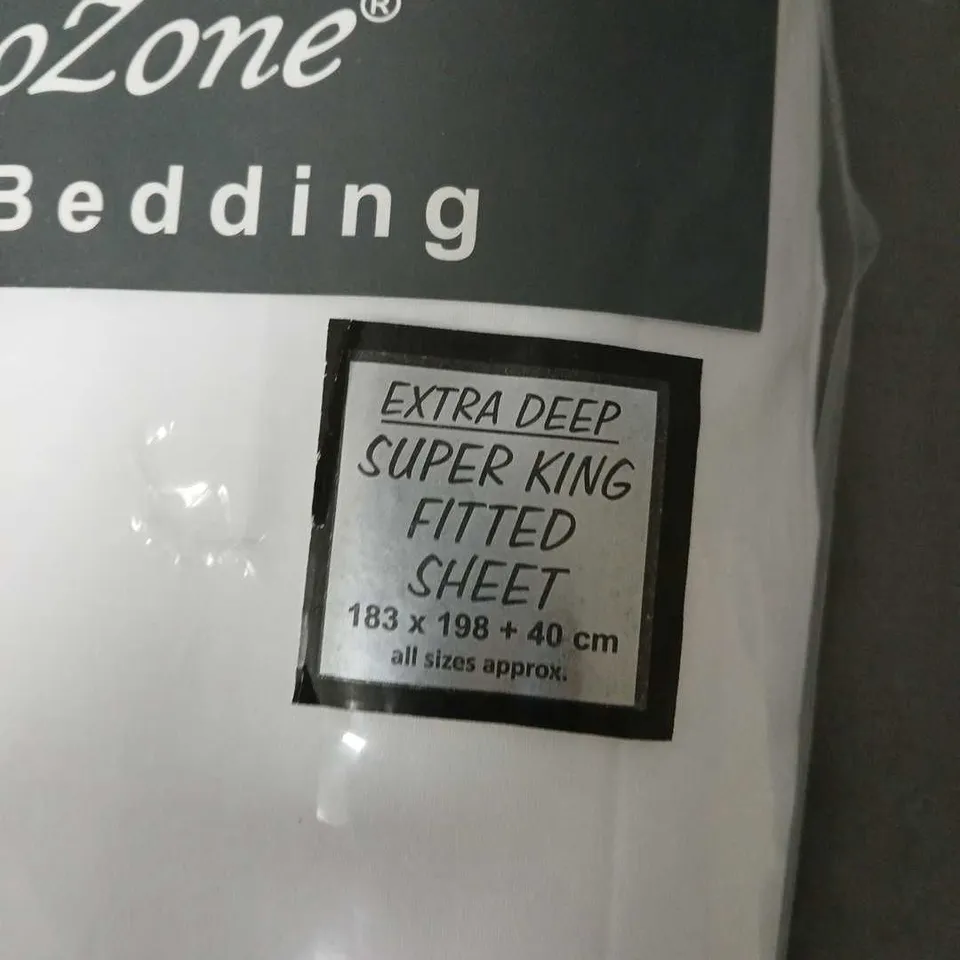 oZone®
Bedding
EXTRA DEEP
SUPER KING
FITTED
SHEET
183 x 198 + 40 cm
all sizes approx.